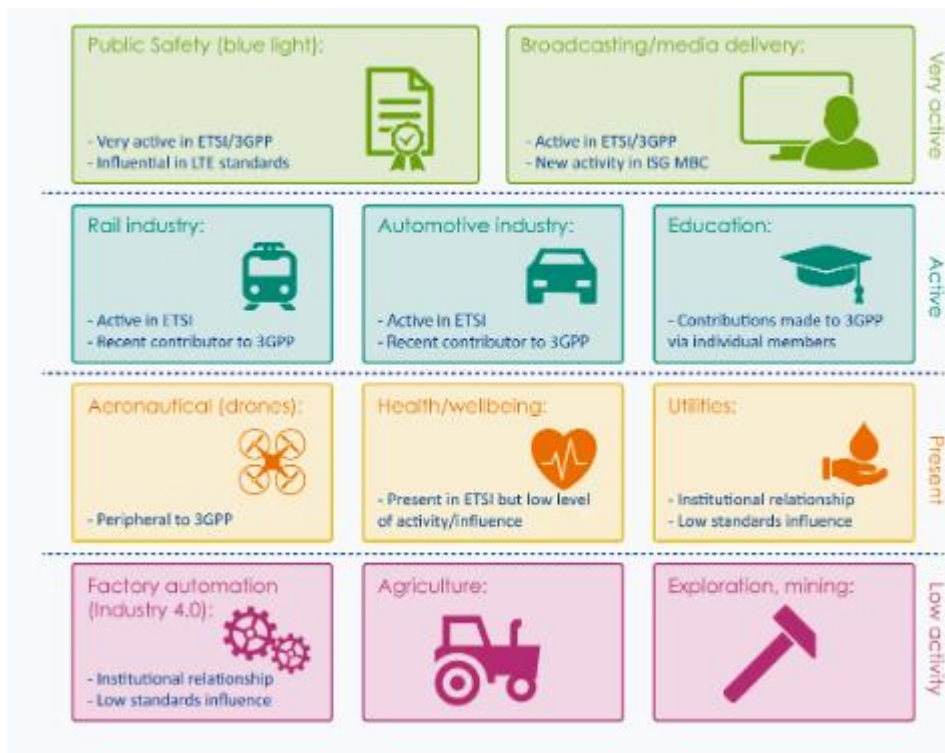 Public Safety (blue light):
- Very active in ETSI/3GPP
- Influential in LTE standards
Broadcasting/media delivery:
- Active in ETSI/3GPP
- New activity in ISG MBC
Very active
Rail industry:
- Active in ETSI
- Recent contributor to 3GPP
Automotive industry:
- Active in ETSI
- Recent contributor to 3GPP
Education:
- Contributions made to 3GPP
via individual members
Active
Aeronautical (drones):
- Peripheral to 3GPP
Health/wellbeing:
- Present in ETSI but low level
of activity/influence
Utilities:
- Institutional relationship
- Low standards influence
Present
Factory automation
(Industry 4.0):
- Institutional relationship
- Low standards influence
Agriculture:
Exploration, mining:
Low activity